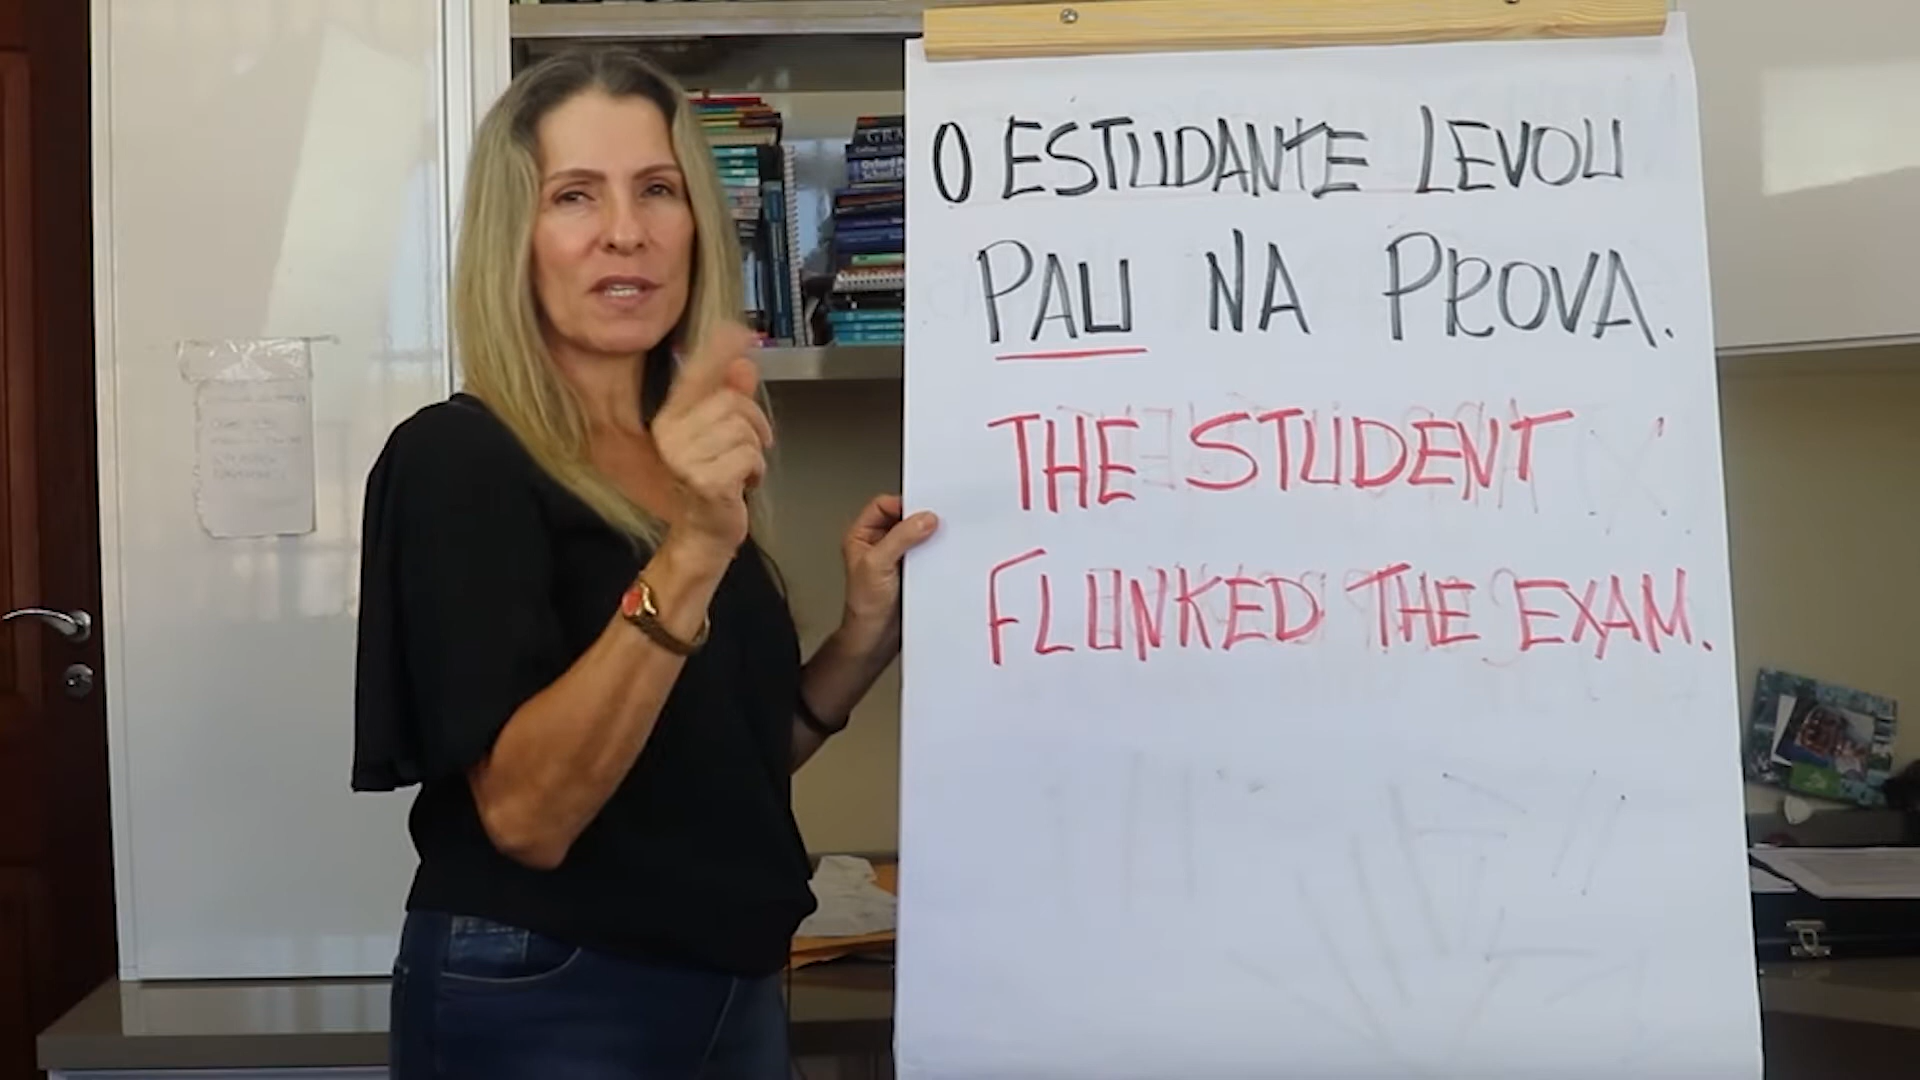 O ESTUDANTE LEVOU
PAU NA PROVA.
THE STUDENT
FLUNKED THE EXAM.